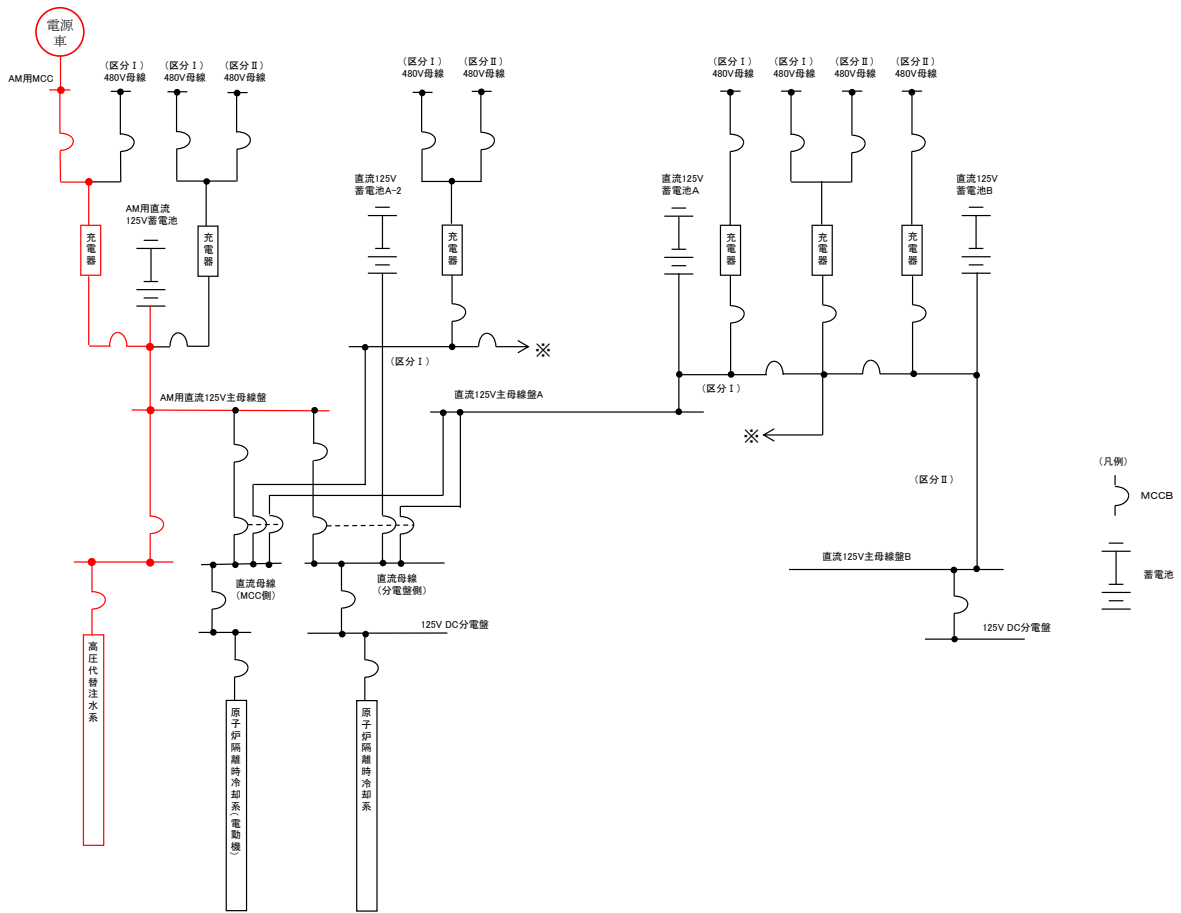 電源
車
AM用MCC
(区分Ⅰ)
480V母線
(区分Ⅰ)
480V母線
(区分Ⅱ)
480V母線
(区分Ⅰ)
480V母線
(区分Ⅱ)
480V母線
(区分Ⅰ)
480V母線
(区分Ⅰ)
480V母線
(区分Ⅱ)
480V母線
(区分Ⅱ)
480V母線
AM用直流
125V蓄電池
直流125V
蓄電池A-2
直流125V
蓄電池A
直流125V
蓄電池B
充電器
充電器
充電器
充電器
充電器
充電器
(区分Ⅰ)
※
(区分Ⅰ)
※
AM用直流125V主母線盤
直流125V主母線盤A
(区分Ⅱ)
(凡例)
MCCB
蓄電池
直流125V主母線盤B
直流母線
(MCC側)
直流母線
(分電盤側)
125V DC分電盤
125V DC分電盤
高圧代替注水系
原子炉隔離時冷却系(電動機)
原子炉隔離時冷却系